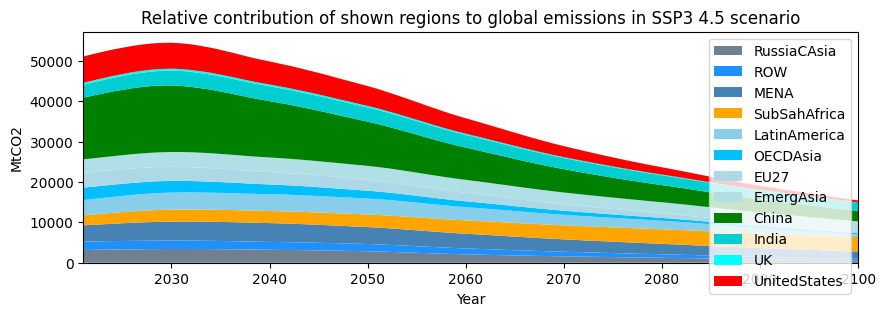 Relative contribution of shown regions to global emissions in SSP3 4.5 scenario
MtCO2
50000
40000
30000
20000
10000
0
2030
2040
2050
2060
2070
2080
2090
2100
Year
RussiaCAsia
ROW
MENA
SubSahAfrica
LatinAmerica
OECDAsia
EU27
EmergAsia
China
India
UK
UnitedStates